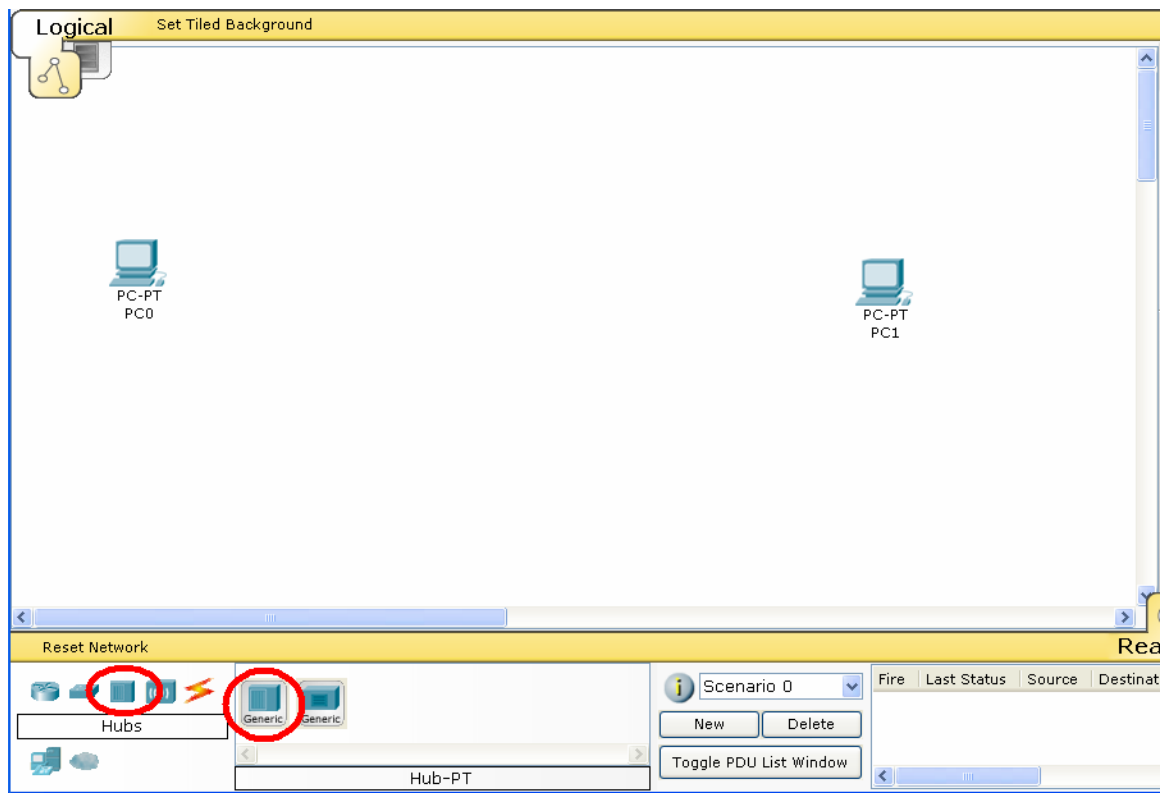 Logical Set Tiled Background
PC-PT
PC0
PC-PT
PC1
Reset Network
Rea
Hubs
Generic
Generic
Hub-PT
i
Scenario 0
New
Delete
Toggle PDU List Window
Fire Last Status Source Destinat